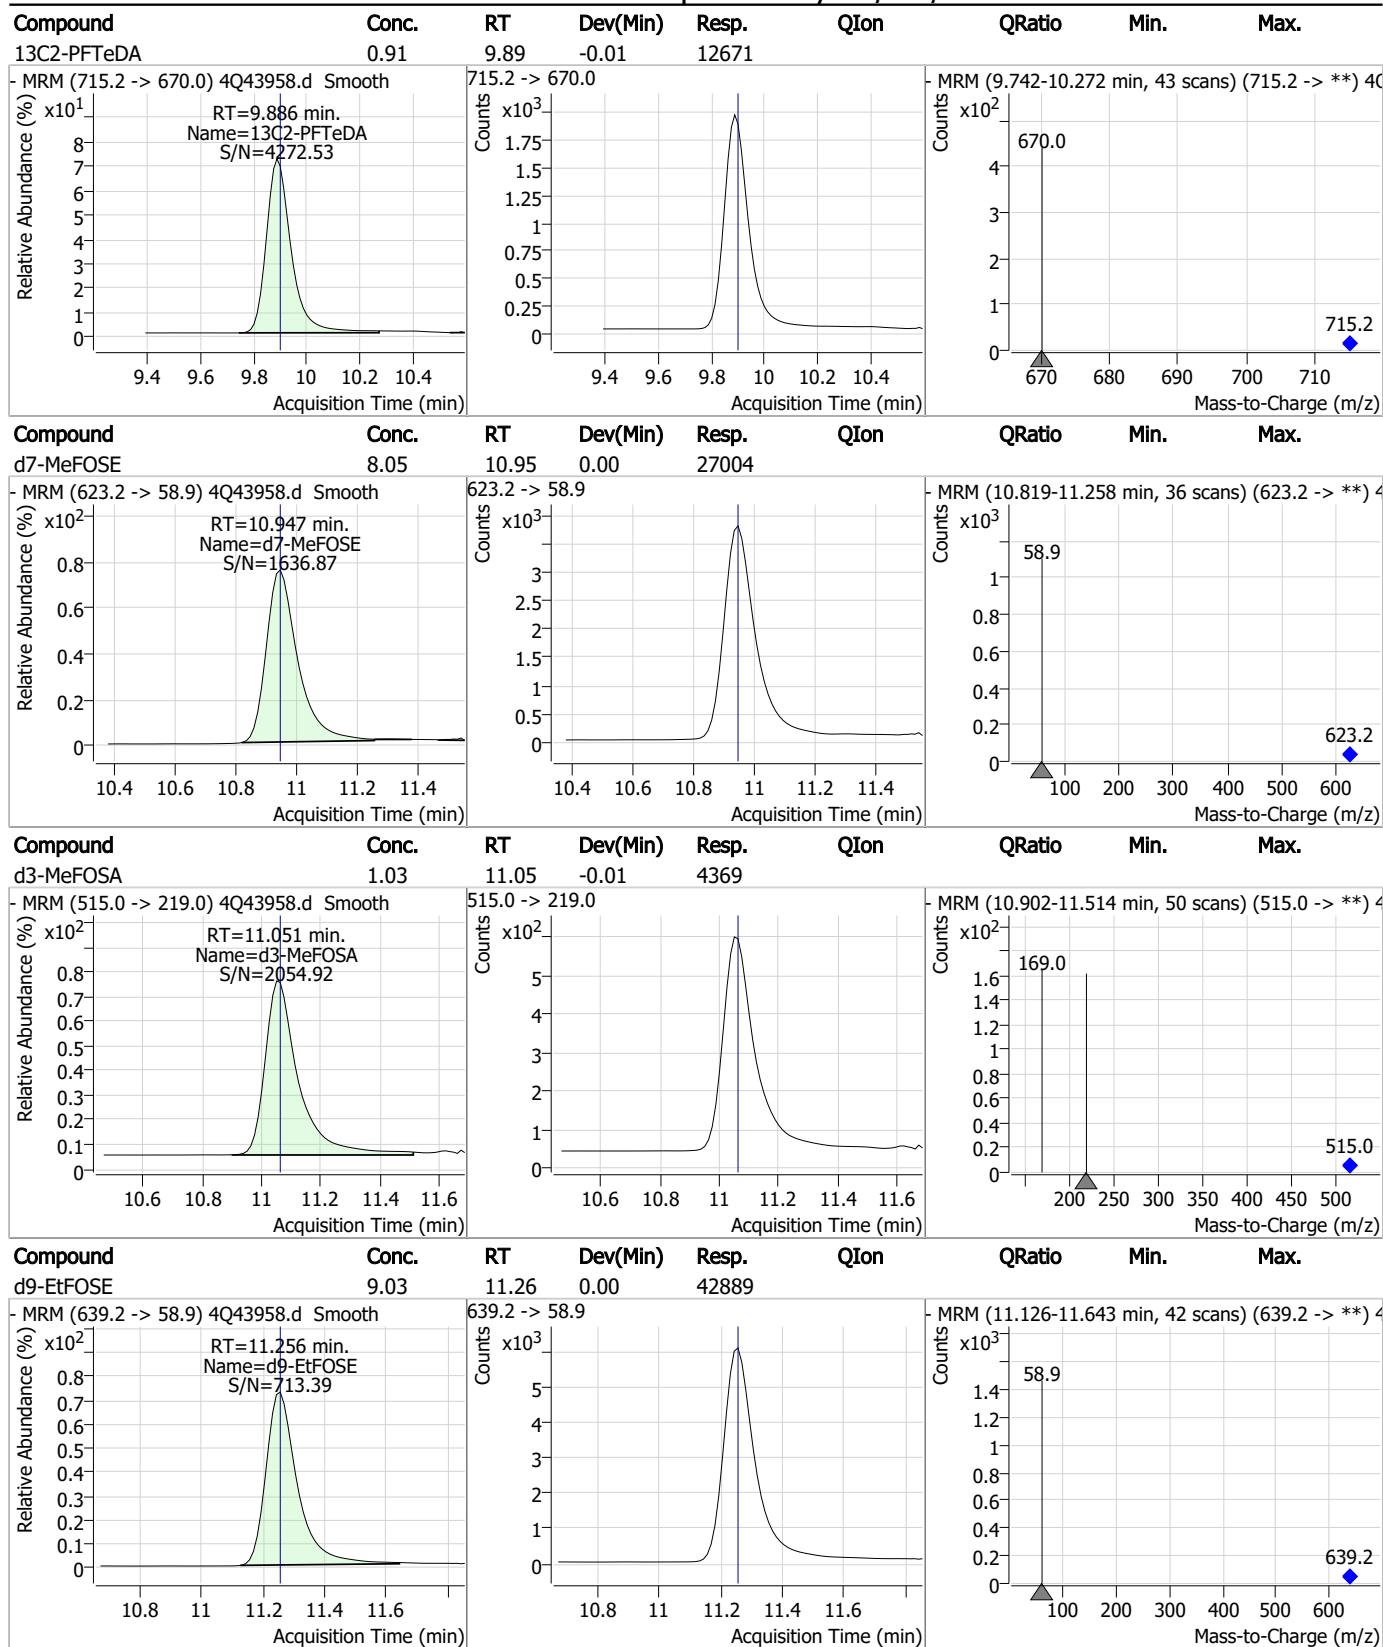 Compound Conc. RT Dev(Min) Resp. QIon QRatio Min. Max.
13C2-PFTeDA 0.91 9.89 -0.01 12671
- MRM (715.2 -> 670.0) 4Q43958.d Smooth
x10^1
RT=9.886 min.
Name=13C2-PFTeDA
S/N=4272.53
Relative Abundance (%)
8
7
6
5
4
3
2
1
0
9.4 9.6 9.8 10 10.2 10.4
Acquisition Time (min)
715.2 -> 670.0
Counts
x10^3
1.75
1.5
1.25
1
0.75
0.5
0.25
0
9.4 9.6 9.8 10 10.2 10.4
Acquisition Time (min)
- MRM (9.742-10.272 min, 43 scans) (715.2 -> **)
Counts
x10^2
670.0
4
3
2
1
0
715.2
670 680 690 700 710
Mass-to-Charge (m/z)
Compound Conc. RT Dev(Min) Resp. QIon QRatio Min. Max.
d7-MeFOSE 8.05 10.95 0.00 27004
- MRM (623.2 -> 58.9) 4Q43958.d Smooth
x10^2
RT=10.947 min.
Name=d7-MeFOSE
S/N=1636.87
Relative Abundance (%)
0.8
0.6
0.4
0.2
0
10.4 10.6 10.8 11 11.2 11.4
Acquisition Time (min)
623.2 -> 58.9
Counts
x10^3
3
2.5
2
1.5
1
0.5
0
10.4 10.6 10.8 11 11.2 11.4
Acquisition Time (min)
- MRM (10.819-11.258 min, 36 scans) (623.2 -> **)
Counts
x10^3
58.9
1
0.8
0.6
0.4
0.2
0
623.2
100 200 300 400 500 600
Mass-to-Charge (m/z)
Compound Conc. RT Dev(Min) Resp. QIon QRatio Min. Max.
d3-MeFOSA 1.03 11.05 -0.01 4369
- MRM (515.0 -> 219.0) 4Q43958.d Smooth
x10^2
RT=11.051 min.
Name=d3-MeFOSA
S/N=2054.92
Relative Abundance (%)
0.8
0.7
0.6
0.5
0.4
0.3
0.2
0.1
0
10.6 10.8 11 11.2 11.4 11.6
Acquisition Time (min)
515.0 -> 219.0
Counts
x10^2
5
4
3
2
1
0
10.6 10.8 11 11.2 11.4 11.6
Acquisition Time (min)
- MRM (10.902-11.514 min, 50 scans) (515.0 -> **)
Counts
x10^2
169.0
1.6
1.4
1.2
1
0.8
0.6
0.4
0.2
0
515.0
200 250 300 350 400 450 500
Mass-to-Charge (m/z)
Compound Conc. RT Dev(Min) Resp. QIon QRatio Min. Max.
d9-EtFOSE 9.03 11.26 0.00 42889
- MRM (639.2 -> 58.9) 4Q43958.d Smooth
x10^2
RT=11.256 min.
Name=d9-EtFOSE
S/N=713.39
Relative Abundance (%)
0.8
0.7
0.6
0.5
0.4
0.3
0.2
0.1
0
10.8 11 11.2 11.4 11.6
Acquisition Time (min)
639.2 -> 58.9
Counts
x10^3
5
4
3
2
1
0
10.8 11 11.2 11.4 11.6
Acquisition Time (min)
- MRM (11.126-11.643 min, 42 scans) (639.2 -> **)
Counts
x10^3
58.9
1.4
1.2
1
0.8
0.6
0.4
0.2
0
639.2
100 200 300 400 500 600
Mass-to-Charge (m/z)